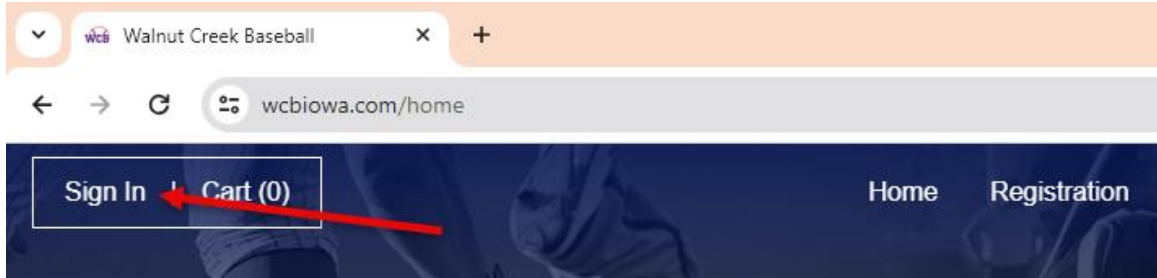 wcb Walnut Creek Baseball
wcbiowa.com/home
Sign In | Cart (0) Home Registration